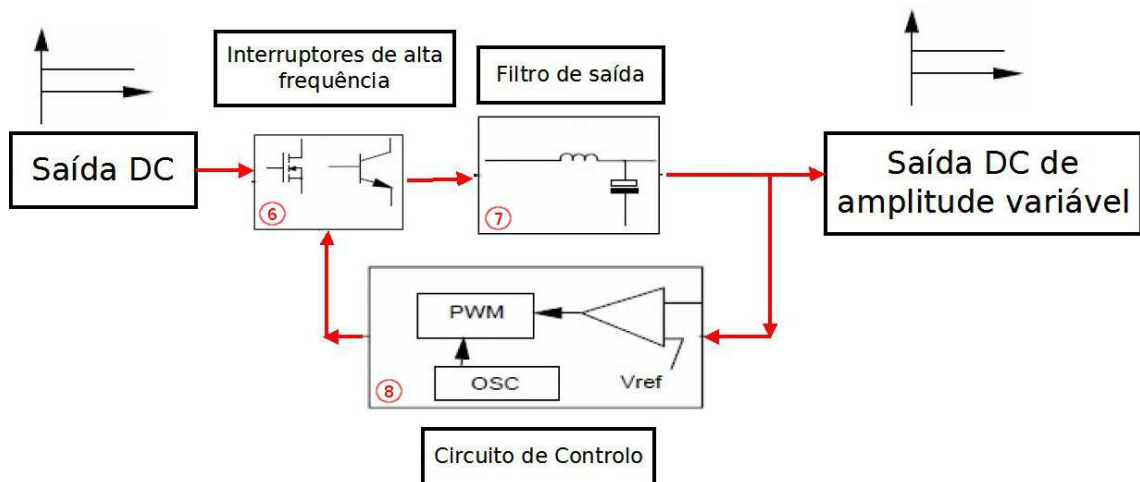 Interruptores de alta
frequência
Filtro de saída
Saída DC
Saída DC de
amplitude variável
6
7
PWM
OSC
Vref
8
Circuito de Controlo